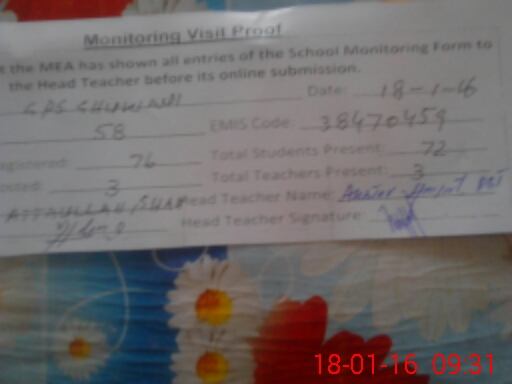 Monitoring Visit Proof
t the MEA has shown all entries of the School Monitoring Form to
the Head Teacher before its online submission.
GPS Date: 18-1-16
58 EMIS Code: 38470459
egistered: 76 Total Students Present: 72
3 Total Teachers Present: 3
ATTAULLAH SHAH Head Teacher Name:
Head Teacher Signature:
18-01-16 09:31